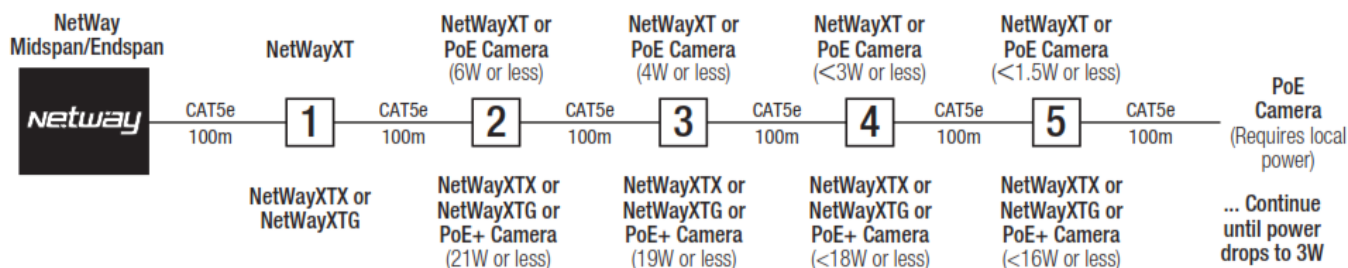 NetWay
Midspan/Endspan
NetWay
CAT5e
100m
NetWayXT
1
NetWayXTX or
NetWayXTG
CAT5e
100m
NetWayXT or
PoE Camera
(6W or less)
2
NetWayXTX or
NetWayXTG or
PoE+ Camera
(21W or less)
CAT5e
100m
NetWayXT or
PoE Camera
(4W or less)
3
NetWayXTX or
NetWayXTG or
PoE+ Camera
(19W or less)
CAT5e
100m
NetWayXT or
PoE Camera
(<3W or less)
4
NetWayXTX or
NetWayXTG or
PoE+ Camera
(<18W or less)
CAT5e
100m
NetWayXT or
PoE Camera
(<1.5W or less)
5
NetWayXTX or
NetWayXTG or
PoE+ Camera
(<16W or less)
CAT5e
100m
PoE
Camera
(Requires local
power)
... Continue
until power
drops to 3W